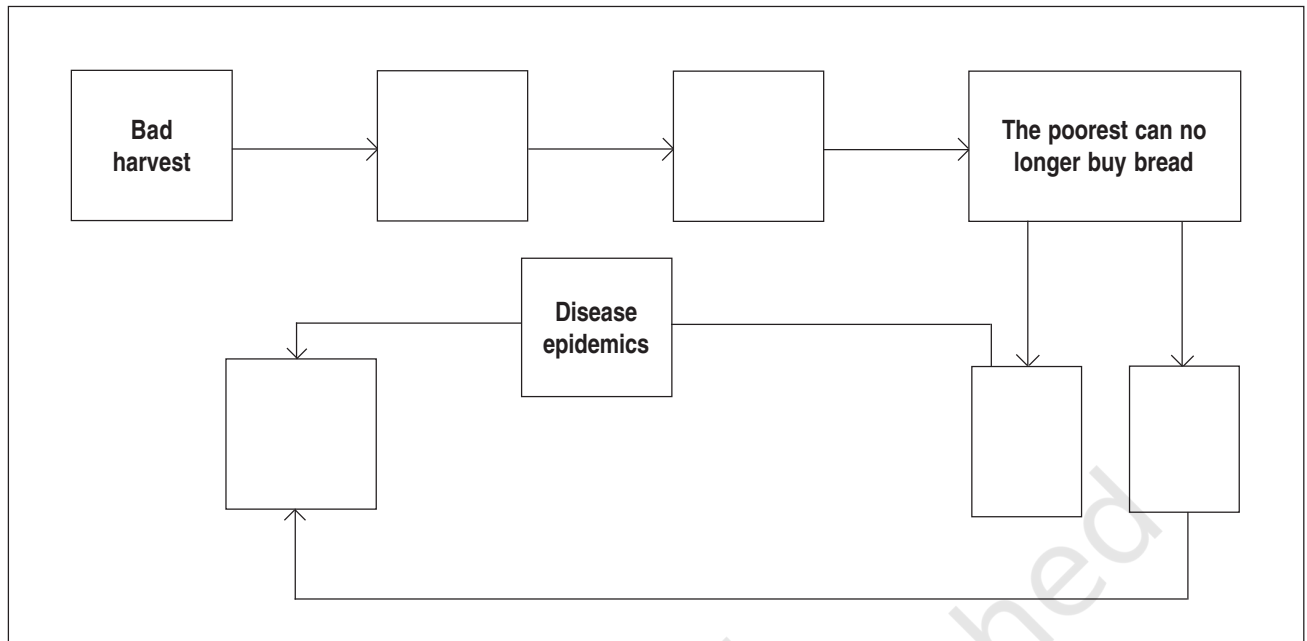 Bad
harvest
The poorest can no
longer buy bread
Disease
epidemics